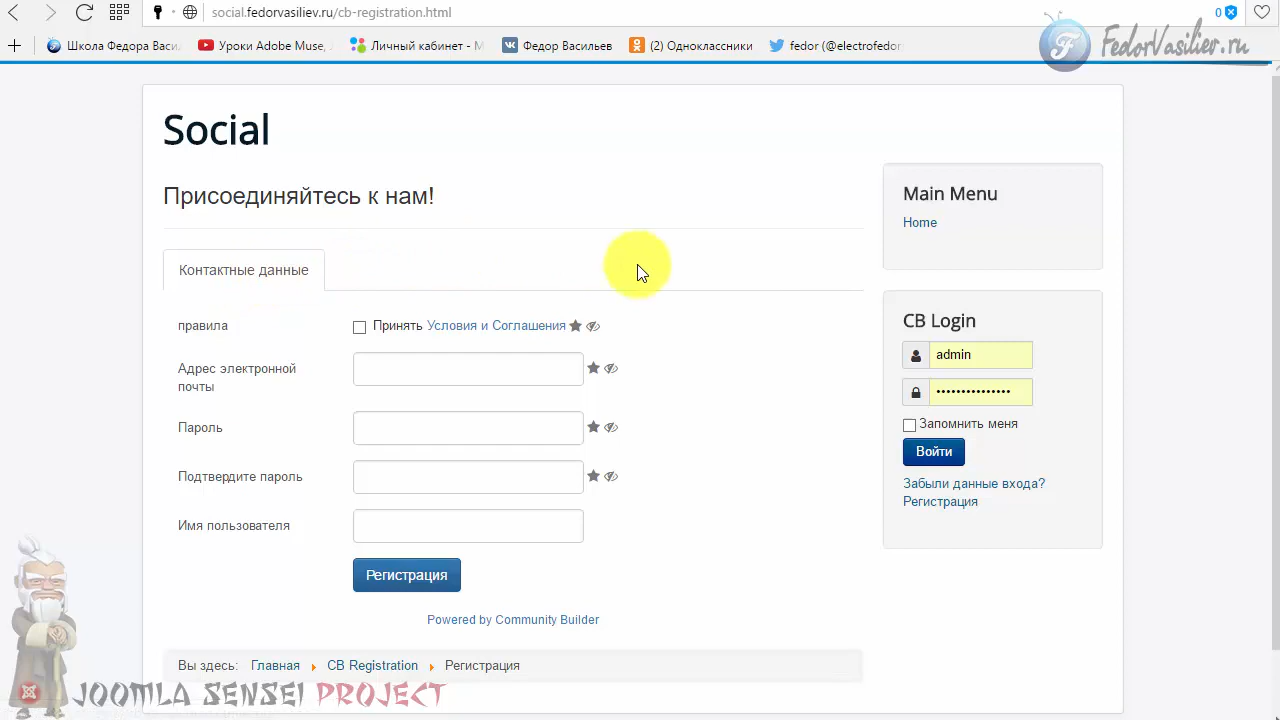 social.fedorvasiliev.ru/cb-registration.html
0
Школа Федора Васи
Уроки Adobe Muse,
Личный кабинет - М
Федор Васильев
(2) Одноклассники
fedor (@electrofedor
FedorVasiliev.ru
Social
Присоединяйтесь к нам!
Контактные данные
правила
Принять Условия и Соглашения
Адрес электронной
почты
Пароль
Подтвердите пароль
Имя пользователя
Регистрация
Powered by Community Builder
Вы здесь: Главная CB Registration Регистрация
Main Menu
Home
CB Login
admin
•••••••••••••••
Запомнить меня
Войти
Забыли данные входа?
Регистрация
JOOMLA SENSEI PROJECT